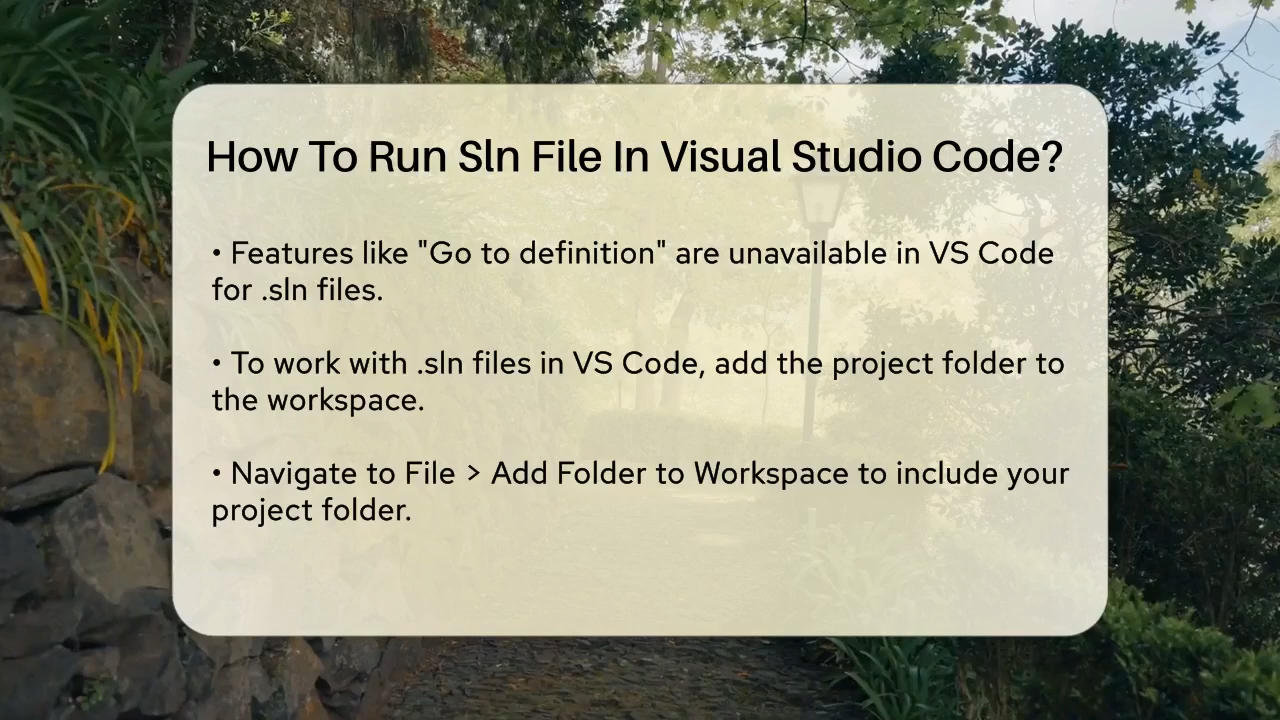 How To Run Sln File In Visual Studio Code?
• Features like "Go to definition" are unavailable in VS Code
for .sln files.
• To work with .sln files in VS Code, add the project folder to
the workspace.
• Navigate to File > Add Folder to Workspace to include your
project folder.